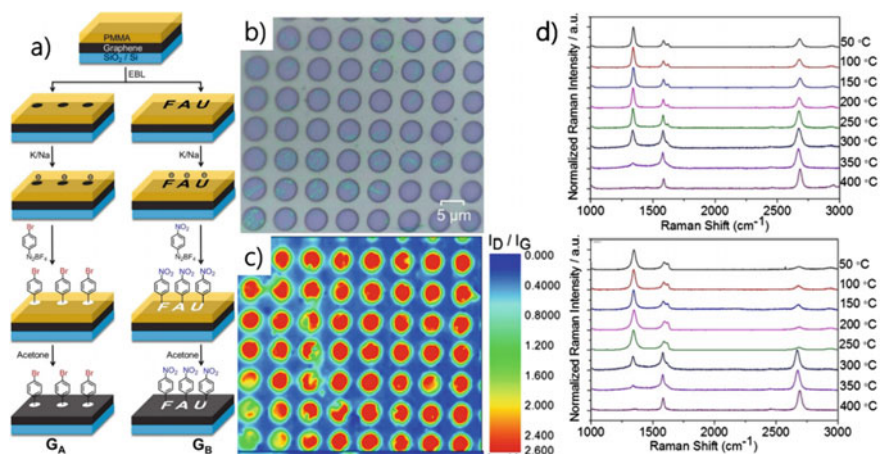 a)
PMMA
Graphene
SiO2 / Si
EBL
FAU
K/Na
K/Na
FAU
Br
N2BF4
NO2
N2BF4
Br Br Br
NO2 NO2 NO2
FAU
Acetone
Acetone
Br Br Br
NO2 NO2 NO2
FAU
GA
GB
b)
5 µm
c)
ID / IG
0.000
0.4000
0.8000
1.200
1.600
2.000
2.600
d)
Normalized Raman Intensity / a.u.
50 °C
100 °C
150 °C
200 °C
250 °C
300 °C
350 °C
400 °C
1000 1500 2000 2500 3000
Raman Shift (cm-1)
Normalized Raman Intensity / a.u.
50 °C
100 °C
150 °C
200 °C
250 °C
300 °C
350 °C
400 °C
1000 1500 2000 2500 3000
Raman Shift (cm-1)